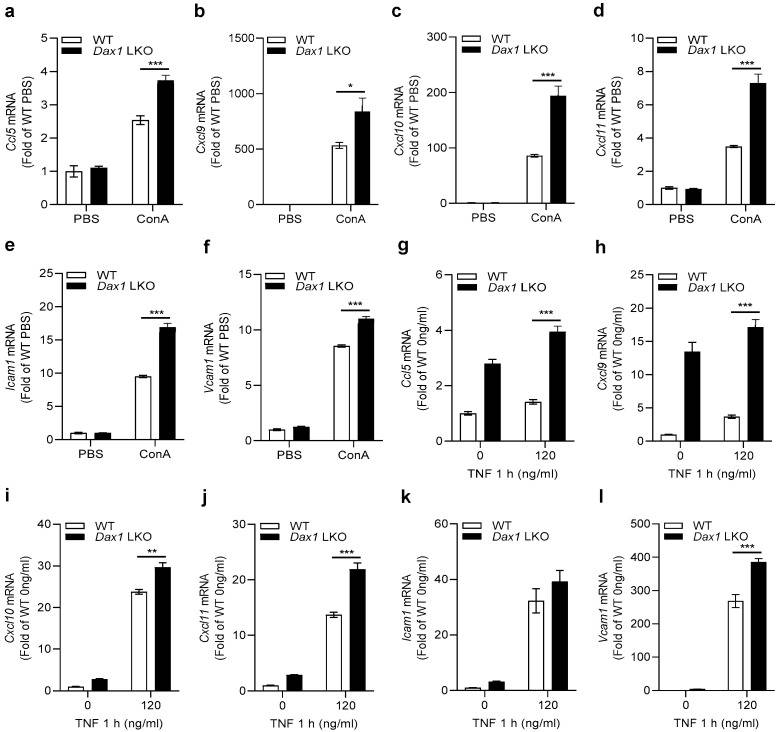 a
WT
Dax1 LKO
Ccl5 mRNA
(Fold of WT PBS)
5
4
3
2
1
0
***
PBS ConA
b
WT
Dax1 LKO
Cxcl9 mRNA
(Fold of WT PBS)
1500
1000
500
0
*
PBS ConA
c
WT
Dax1 LKO
Cxcl10 mRNA
(Fold of WT PBS)
300
200
100
0
***
PBS ConA
d
WT
Dax1 LKO
Cxcl11 mRNA
(Fold of WT PBS)
10
8
6
4
2
0
***
PBS ConA
e
WT
Dax1 LKO
Icam1 mRNA
(Fold of WT PBS)
25
20
15
10
5
0
***
PBS ConA
f
WT
Dax1 LKO
Vcam1 mRNA
(Fold of WT PBS)
15
10
5
0
***
PBS ConA
g
WT
Dax1 LKO
Ccl5 mRNA
(Fold of WT 0ng/ml)
6
4
2
0
***
0 120
TNF 1 h (ng/ml)
h
WT
Dax1 LKO
Cxcl9 mRNA
(Fold of WT 0ng/ml)
25
20
15
10
5
0
***
0 120
TNF 1 h (ng/ml)
i
WT
Dax1 LKO
Cxcl10 mRNA
(Fold of WT 0ng/ml)
40
30
20
10
0
**
0 120
TNF 1 h (ng/ml)
j
WT
Dax1 LKO
Cxcl11 mRNA
(Fold of WT 0ng/ml)
30
20
10
0
***
0 120
TNF 1 h (ng/ml)
k
WT
Dax1 LKO
Icam1 mRNA
(Fold of WT 0ng/ml)
60
40
20
0
0 120
TNF 1 h (ng/ml)
l
WT
Dax1 LKO
Vcam1 mRNA
(Fold of WT 0ng/ml)
500
400
300
200
100
0
***
0 120
TNF 1 h (ng/ml)